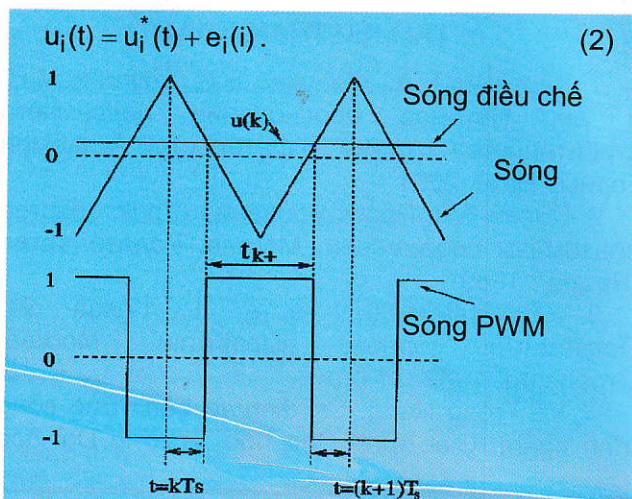 uᵢ(t) = uᵢ*(t) + eᵢ(i) . (2)
1
Sóng điều chế
u(k)
0
Sóng
-1
tₖ₊
1
Sóng PWM
0
-1
t=kTs
t=(k+1)Tₛ